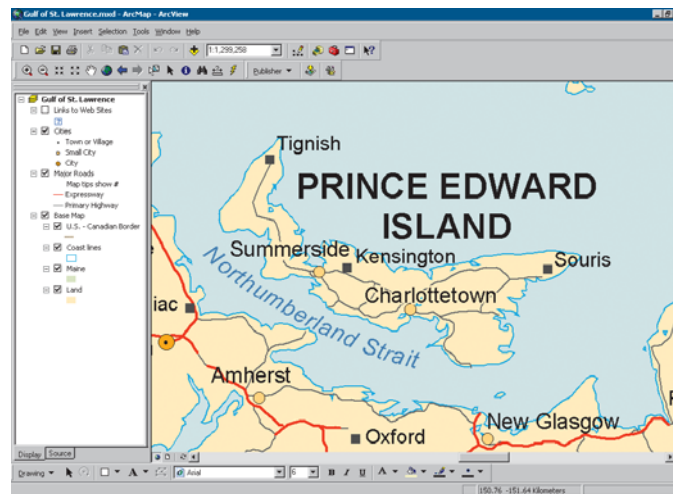 Gulf of St. Lawrence.mxd - ArcMap - ArcView
File Edit View Insert Selection Tools Window Help
1:1,299,258
Publisher
Gulf of St. Lawrence
Links to Web Sites
Cities
Town or Village
Small City
City
Major Roads
Map tips show #
Expressway
Primary Highway
Base Map
U.S. - Canadian Border
Coast lines
Maine
Land
Tignish
PRINCE EDWARD
ISLAND
Summerside
Kensington
Souris
Northumberland Strait
Charlottetown
iac
Amherst
New Glasgow
Oxford
Display Source
Drawing A Arial 6 B I U A
150.76 -151.64 Kilometers